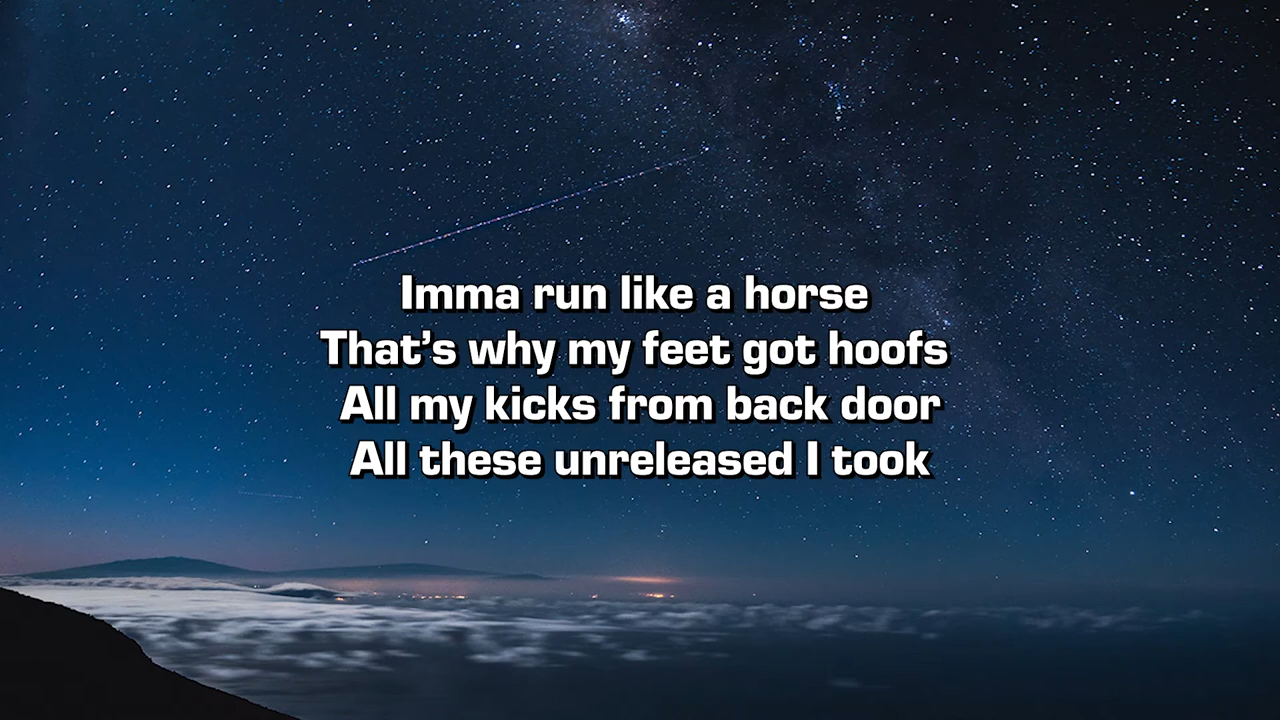 Imma run like a horse
That’s why my feet got hoofs
All my kicks from back door
All these unreleased I took